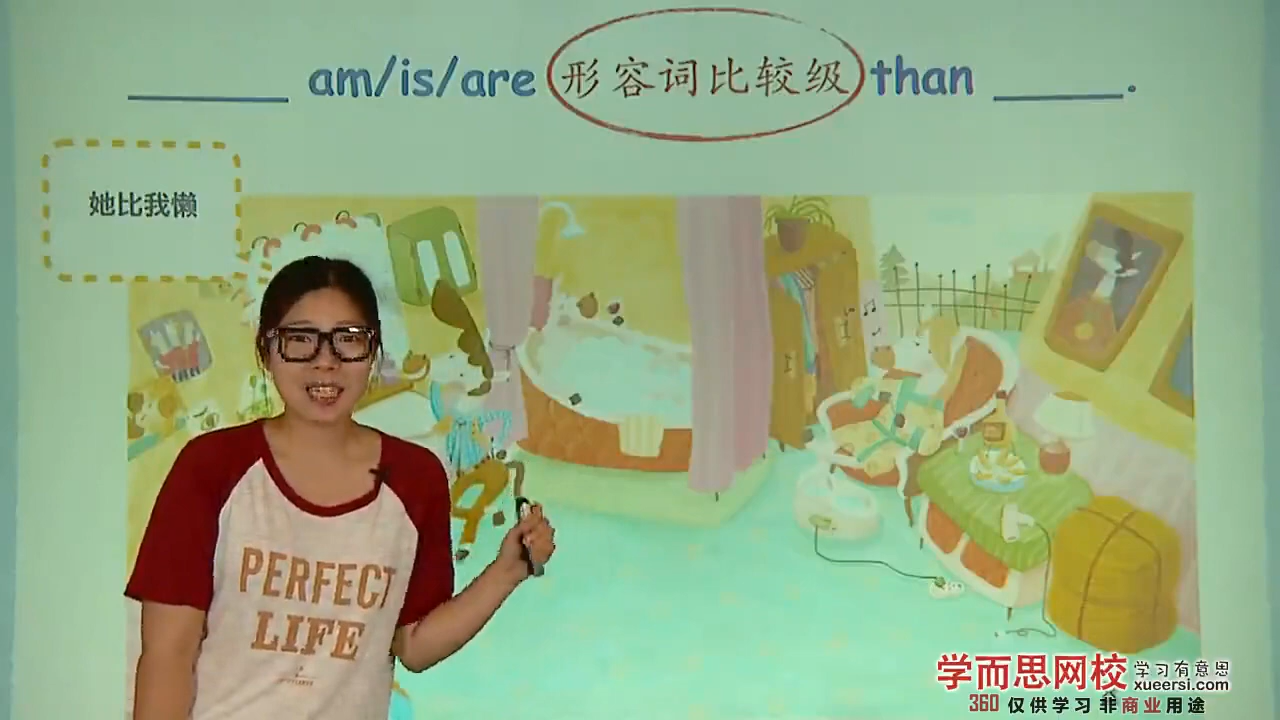 ______ am/is/are 形容词比较级 than _____.
她比我懒
PERFECT
LIFE
学而思网校 学习有意思
xueersi.com
360 仅供学习 非商业用途